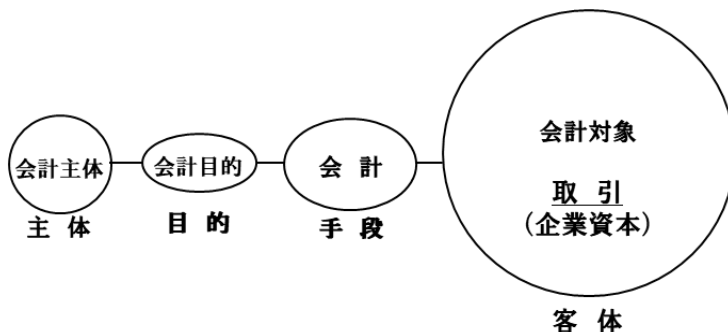 会計主体
主体
会計目的
目的
会計
手段
会計対象
取引
(企業資本)
客体